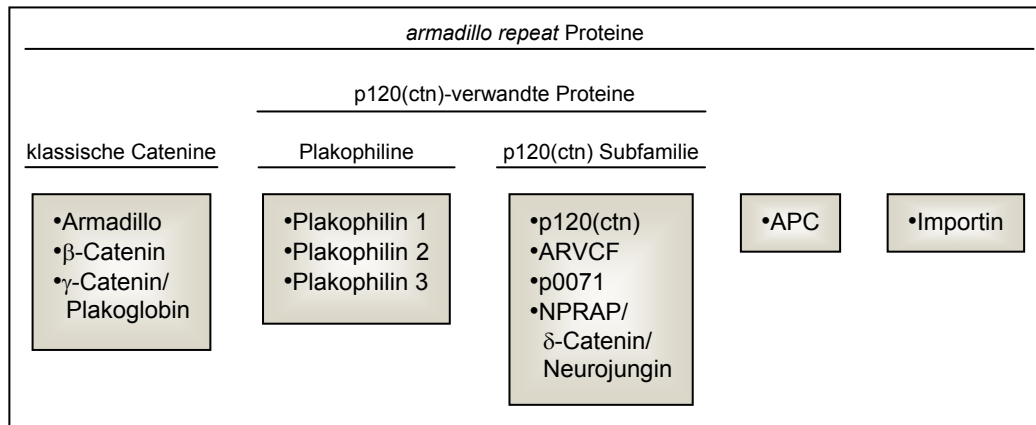 armadillo repeat Proteine
p120(ctn)-verwandte Proteine
klassische Catenine
Plakophiline
p120(ctn) Subfamilie
•Armadillo
•β-Catenin
•γ-Catenin/
Plakoglobin
•Plakophilin 1
•Plakophilin 2
•Plakophilin 3
•p120(ctn)
•ARVCF
•p0071
•NPRAP/
δ-Catenin/
Neurojungin
•APC
•Importin